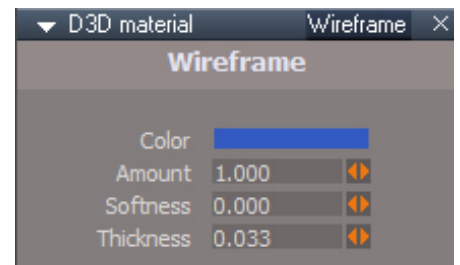 D3D material Wireframe
Wireframe
Color
Amount 1.000
Softness 0.000
Thickness 0.033